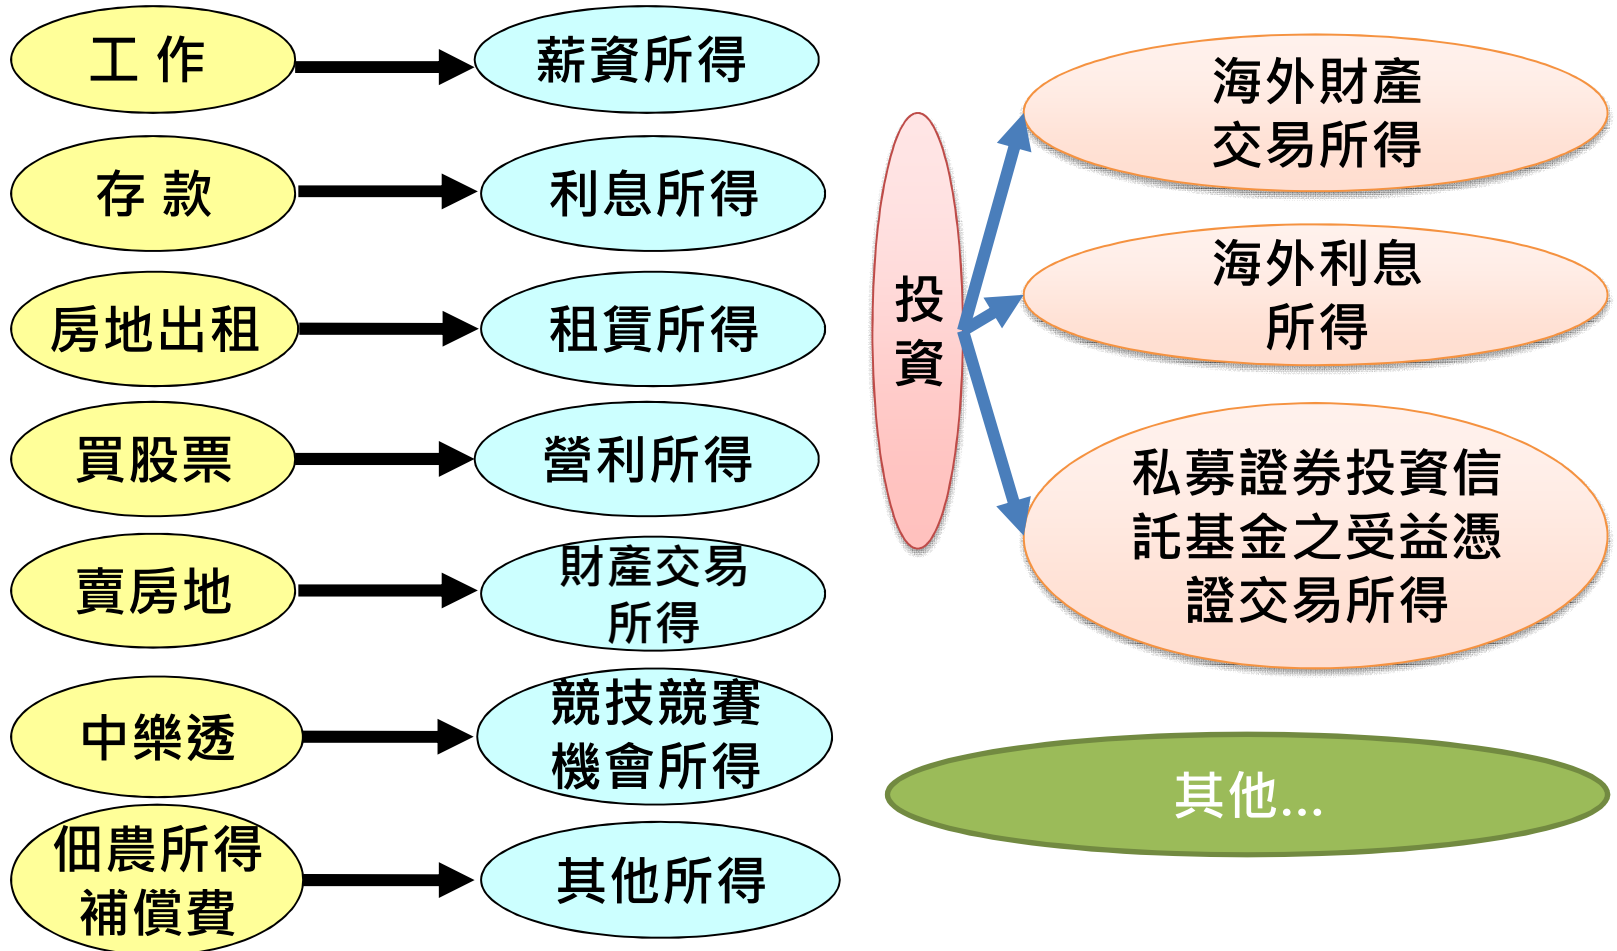 工 作
薪資所得
存 款
利息所得
房地出租
租賃所得
買股票
營利所得
賣房地
財產交易
所得
中樂透
競技競賽
機會所得
佃農所得
補償費
其他所得
投
資
海外財產
交易所得
海外利息
所得
私募證券投資信
託基金之受益憑
證交易所得
其他...